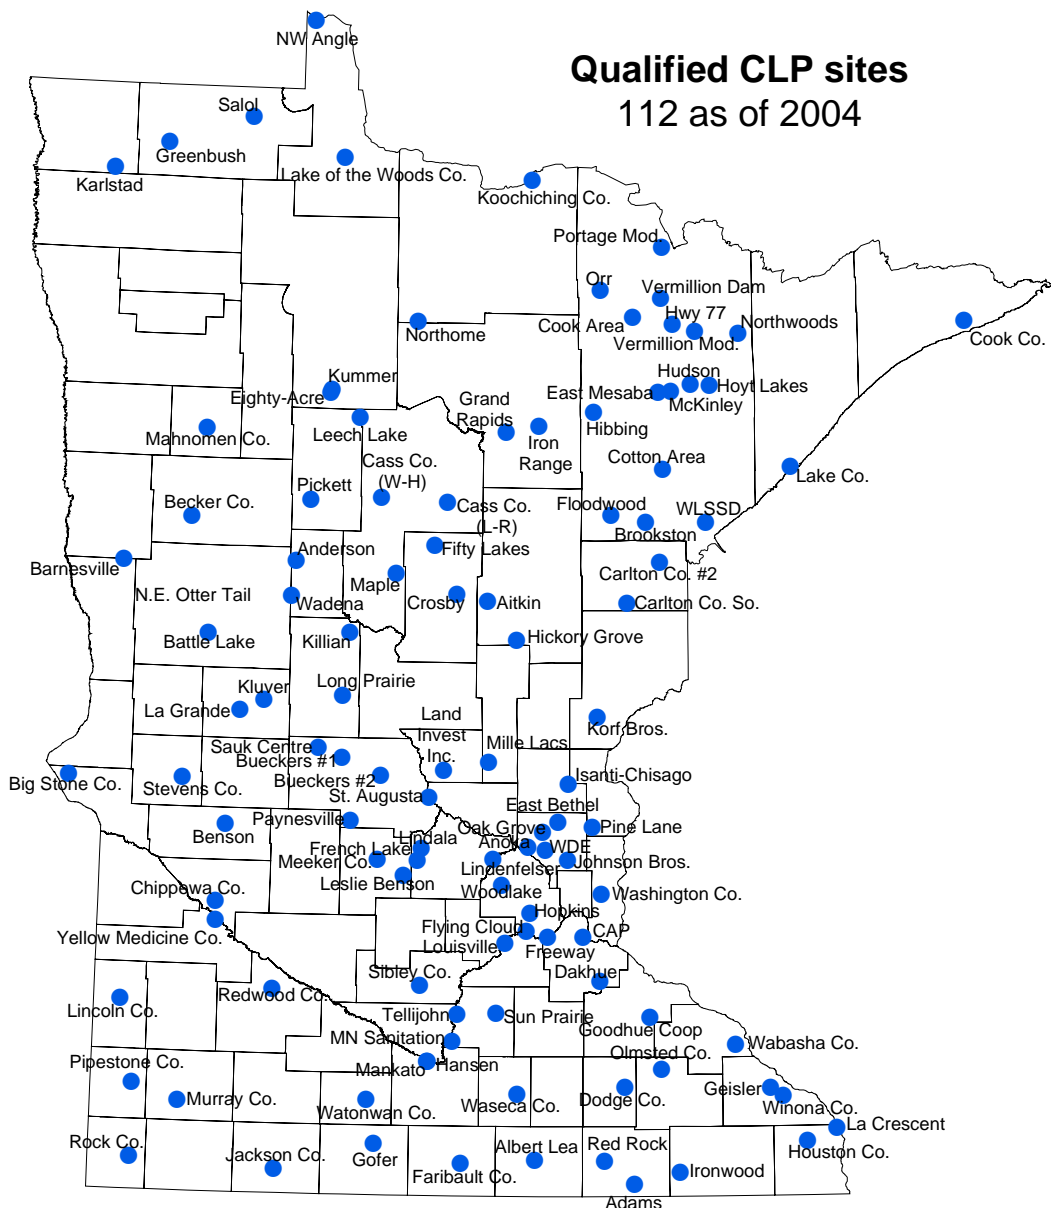 NW Angle
Qualified CLP sites
112 as of 2004
Salol
Greenbush
Karlstad
Lake of the Woods Co.
Koochiching Co.
Portage Mod.
Orr
Vermillion Dam
Cook Area
Hwy 77
Northwoods
Vermillion Mod.
Cook Co.
Northome
Kummer
Eighty-Acre
Leech Lake
Mahnomen Co.
Grand
Rapids
Iron
Range
Hudson
East Mesaba
Hoyt Lakes
McKinley
Hibbing
Cotton Area
Lake Co.
Cass Co.
(W-H)
Pickett
Becker Co.
Cass Co.
(L-R)
Floodwood
WLSSD
Brookston
Barnesville
Anderson
Fifty Lakes
Maple
Carlton Co. #2
N.E. Otter Tail
Wadena
Crosby
Aitkin
Carlton Co. So.
Battle Lake
Killian
Hickory Grove
Kluver
Long Prairie
La Grande
Land
Invest
Inc.
Korf Bros.
Mille Lacs
Sauk Centre
Bueckers #1
Bueckers #2
Big Stone Co.
Stevens Co.
St. Augusta
Isanti-Chisago
East Bethel
Paynesville
Benson
Oak Grove
Pine Lane
Lindala
French Lake
Anoka
WDE
Meeker Co.
Lindenfelser
Johnson Bros.
Leslie Benson
Woodlake
Washington Co.
Chippewa Co.
Hopkins
Yellow Medicine Co.
Flying Cloud
CAP
Louisville
Freeway
Sibley Co.
Dakhue
Redwood Co.
Lincoln Co.
Tellijohn
Sun Prairie
Goodhue Coop
MN Sanitation
Wabasha Co.
Pipestone Co.
Mankato
Hansen
Olmsted Co.
Murray Co.
Watonwan Co.
Waseca Co.
Dodge Co.
Geisler
Winona Co.
La Crescent
Rock Co.
Jackson Co.
Gofer
Faribault Co.
Albert Lea
Red Rock
Houston Co.
Ironwood
Adams